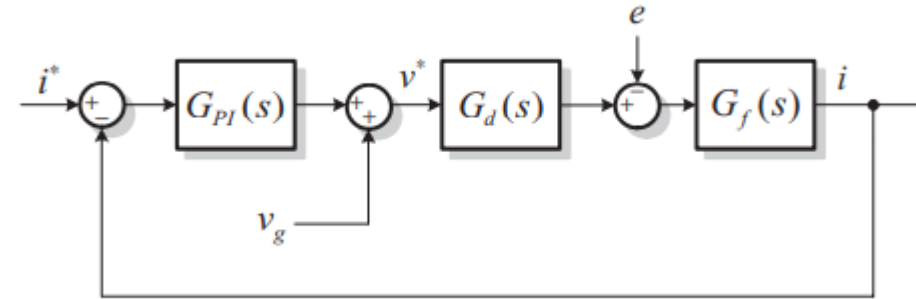 e
i*
+
−
G_PI(s)
+
+
v*
G_d(s)
+
−
G_f(s)
i
v_g